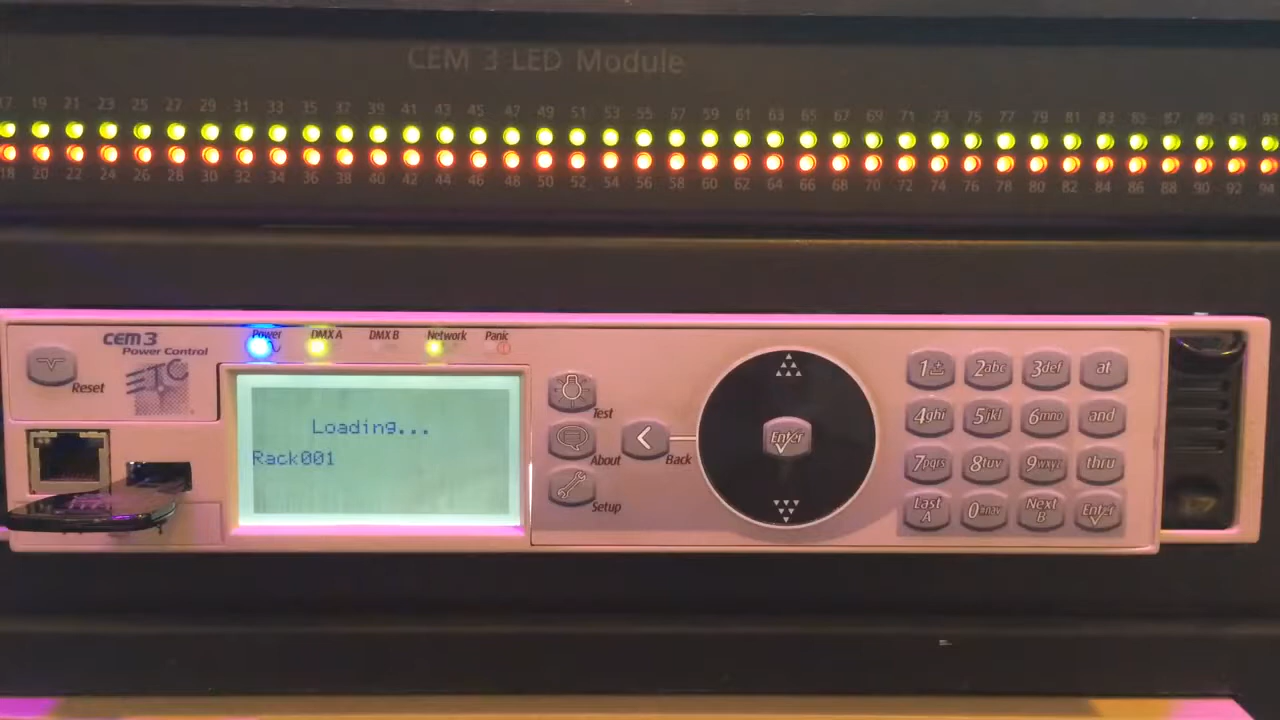 CEM 3 LED Module
17 19 21 23 25 27 29 31 33 35 37 39 41 43 45 47 49 51 53 55 57 59 61 63 65 67 69 71 73 75 77 79 81 83 85 87 89 91 93
18 20 22 24 26 28 30 32 34 36 38 40 42 44 46 48 50 52 54 56 58 60 62 64 66 68 70 72 74 76 78 80 82 84 86 88 90 92 94
cem3
Power Control
Reset
ETC
Power DMX A DMX B Network Panic
Loading...
Rack001
Test
About
Setup
Back
Enter
1 2abc 3def at
4ghi 5jkl 6mno and
7pqrs 8tuv 9wxyz thru
Last A 0 Next B Enter